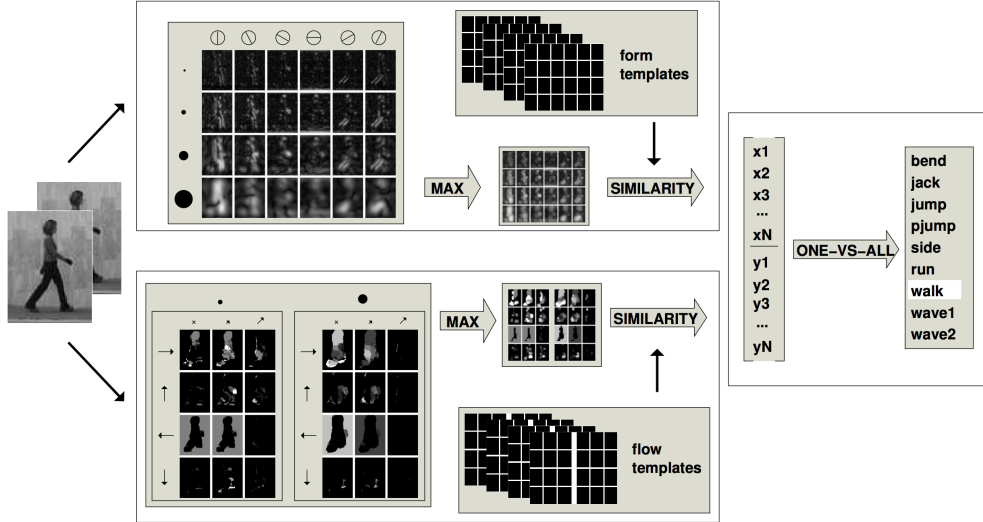 form
templates
MAX
SIMILARITY
MAX
SIMILARITY
flow
templates
x1
x2
x3
...
xN
y1
y2
y3
...
yN
ONE-VS-ALL
bend
jack
jump
pjump
side
run
walk
wave1
wave2